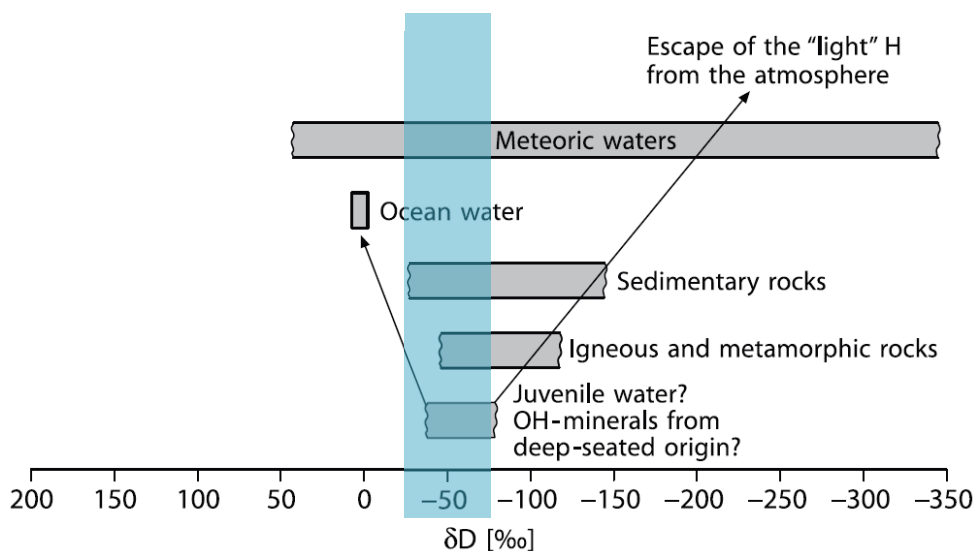 Escape of the “light” H
from the atmosphere
Meteoric waters
Ocean water
Sedimentary rocks
Igneous and metamorphic rocks
Juvenile water?
OH-minerals from
deep-seated origin?
200 150 100 50 0 −50 −100 −150 −200 −250 −300 −350
δD [‰]